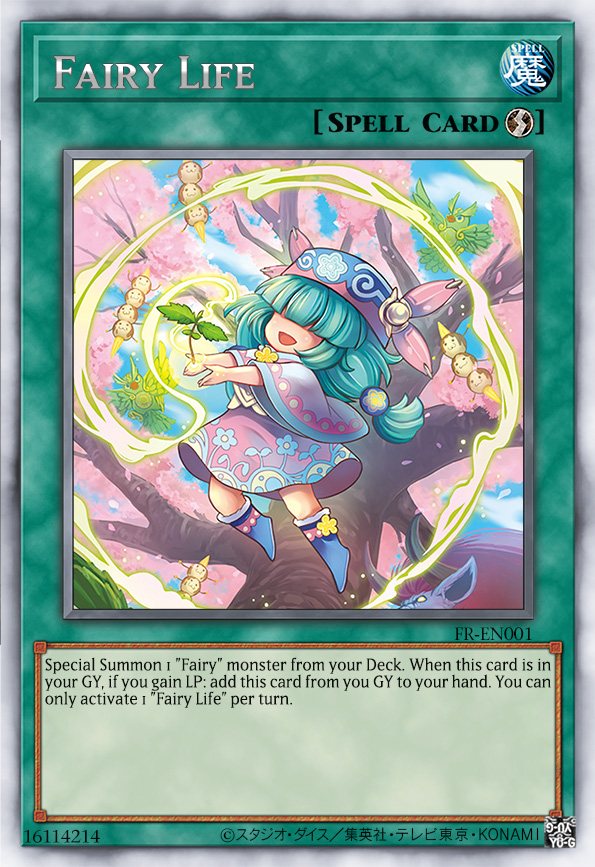 FAIRY LIFE
SPELL
魔
[SPELL CARD]
FR-EN001
Special Summon 1 "Fairy" monster from your Deck. When this card is in
your GY, if you gain LP: add this card from you GY to your hand. You can
only activate 1 "Fairy Life" per turn.
16114214
©スタジオ・ダイス／集英社・テレビ東京・KONAMI